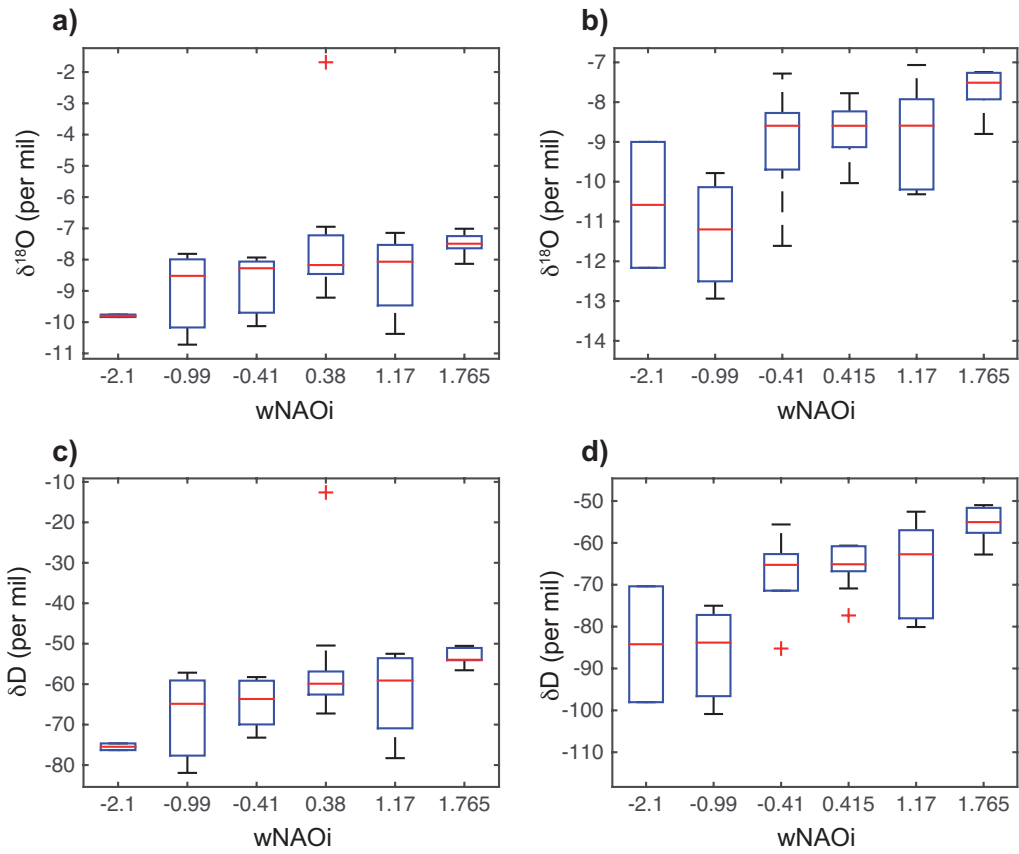 a)
-2
-3
-4
-5
-6
-7
-8
-9
-10
-11
δ18O (per mil)
-2.1 -0.99 -0.41 0.38 1.17 1.765
wNAOi
b)
-7
-8
-9
-10
-11
-12
-13
-14
δ18O (per mil)
-2.1 -0.99 -0.41 0.415 1.17 1.765
wNAOi
c)
-10
-20
-30
-40
-50
-60
-70
-80
δD (per mil)
-2.1 -0.99 -0.41 0.38 1.17 1.765
wNAOi
d)
-50
-60
-70
-80
-90
-100
-110
δD (per mil)
-2.1 -0.99 -0.41 0.415 1.17 1.765
wNAOi